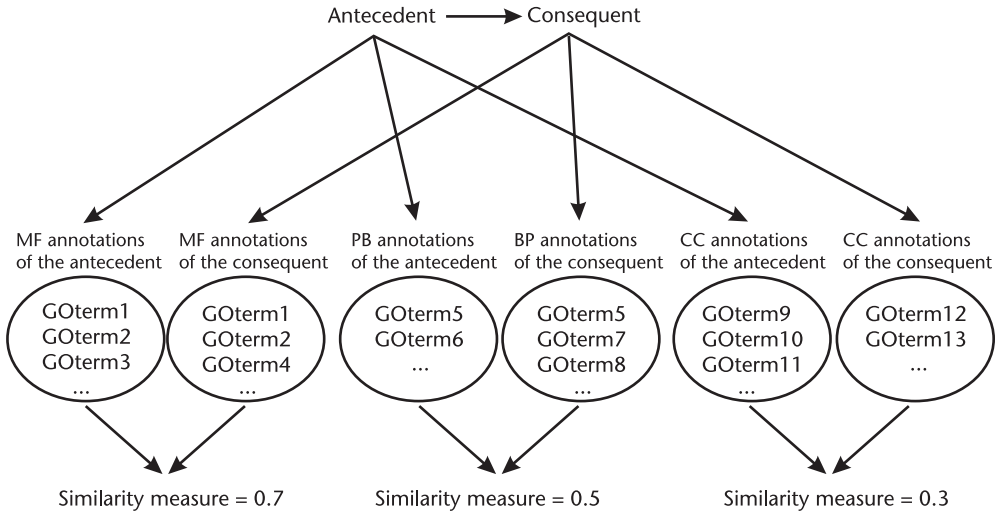 Antecedent
Consequent
MF annotations
of the antecedent
MF annotations
of the consequent
PB annotations
of the antecedent
BP annotations
of the consequent
CC annotations
of the antecedent
CC annotations
of the consequent
GOterm1
GOterm2
GOterm3
...
GOterm1
GOterm2
GOterm4
...
GOterm5
GOterm6
...
GOterm5
GOterm7
GOterm8
...
GOterm9
GOterm10
GOterm11
...
GOterm12
GOterm13
...
Similarity measure = 0.7
Similarity measure = 0.5
Similarity measure = 0.3